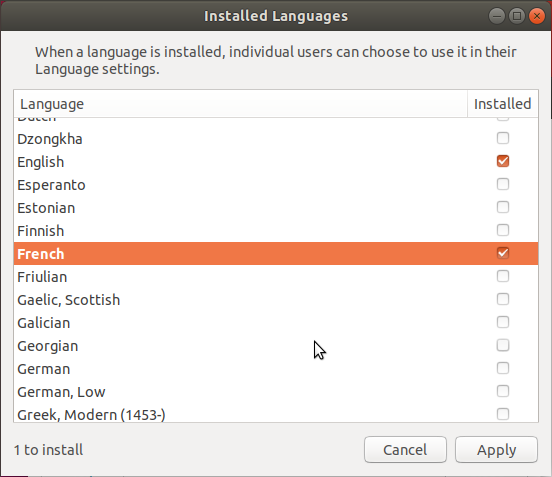 Installed Languages
When a language is installed, individual users can choose to use it in their
Language settings.
Language Installed
Dutch
Dzongkha
English
Esperanto
Estonian
Finnish
French
Friulian
Gaelic, Scottish
Galician
Georgian
German
German, Low
Greek, Modern (1453-)
1 to install Cancel Apply